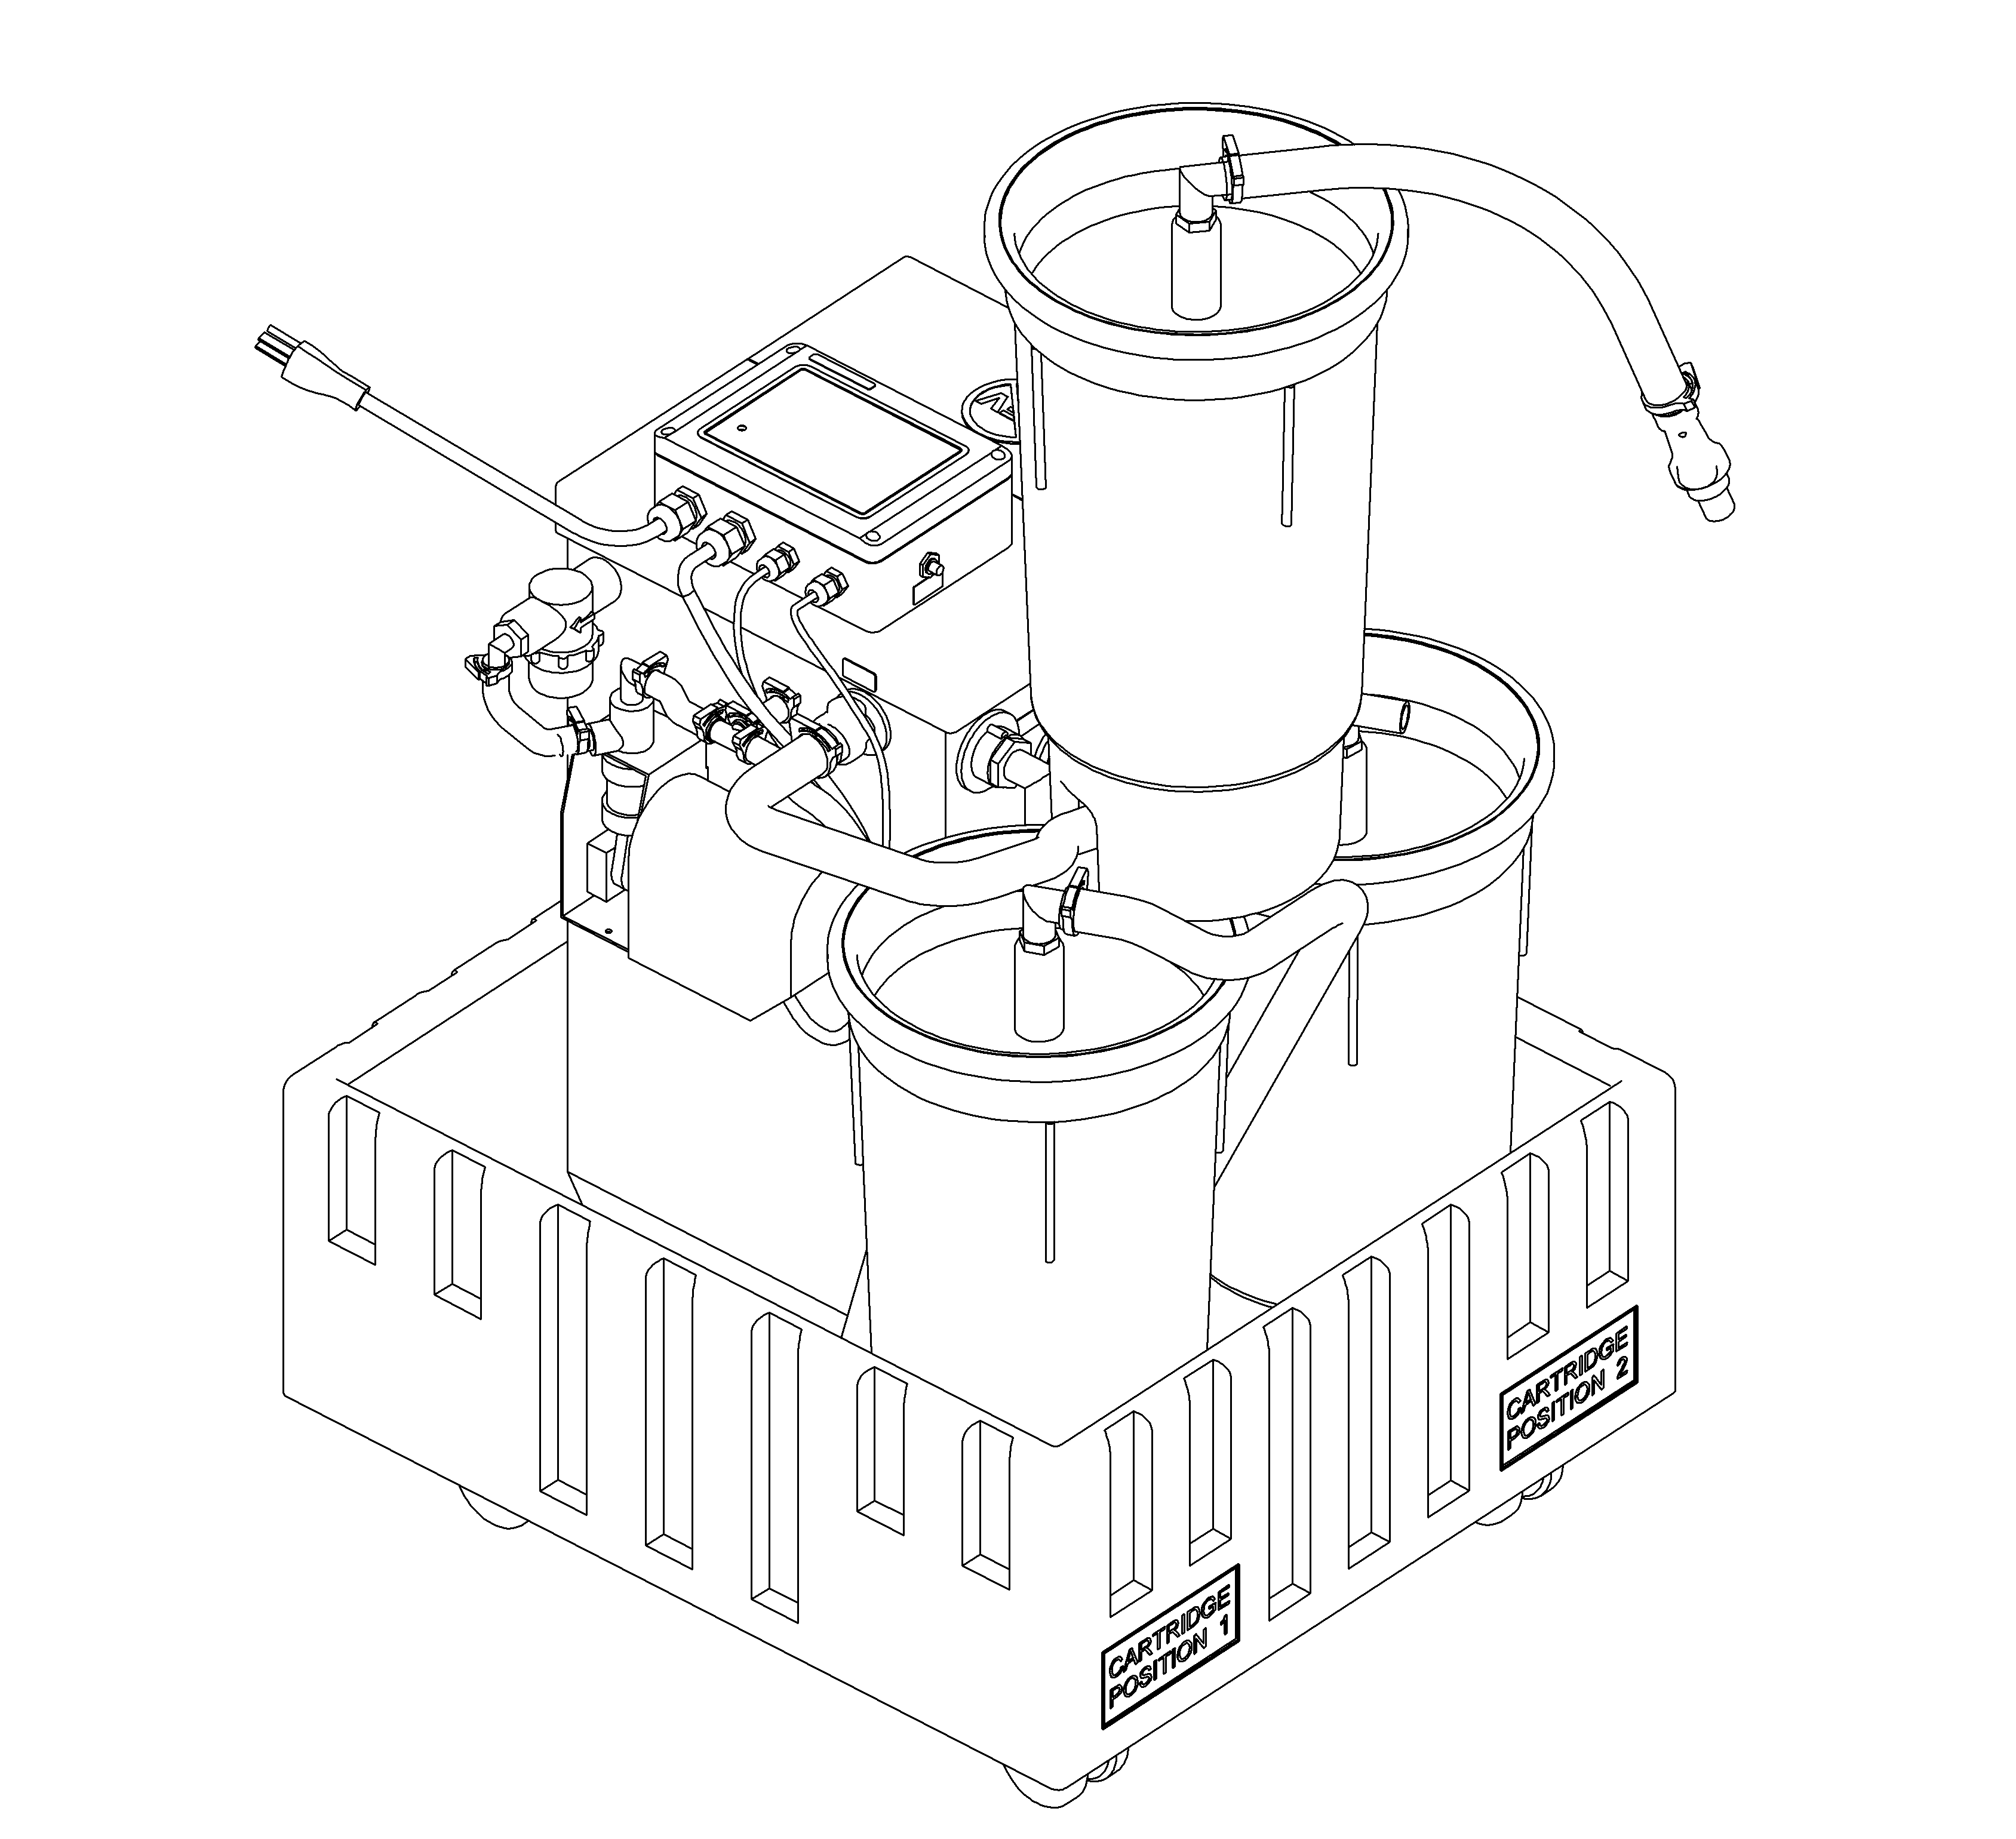 CARTRIDGE
POSITION 2
CARTRIDGE
POSITION 1